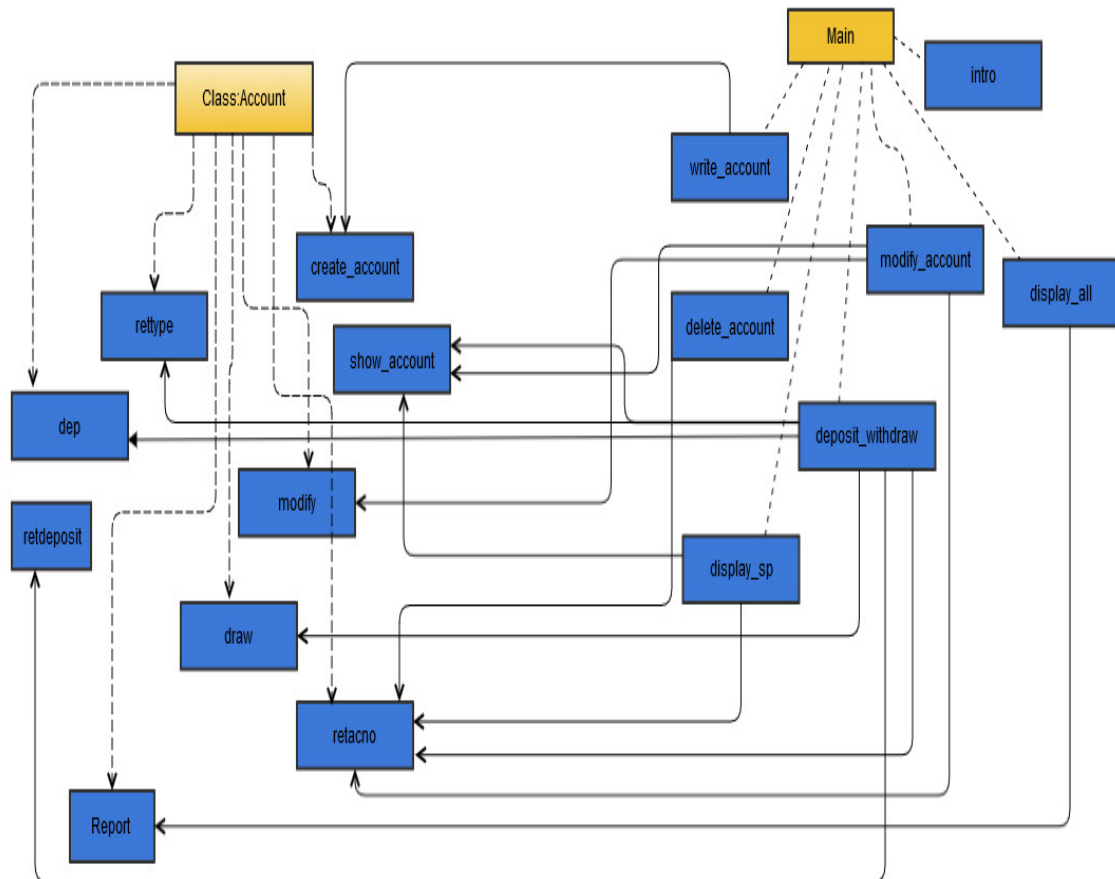 Main
intro
Class:Account
write_account
create_account
modify_account
display_all
rettype
delete_account
show_account
dep
deposit_withdraw
modify
retdeposit
display_sp
draw
retacno
Report